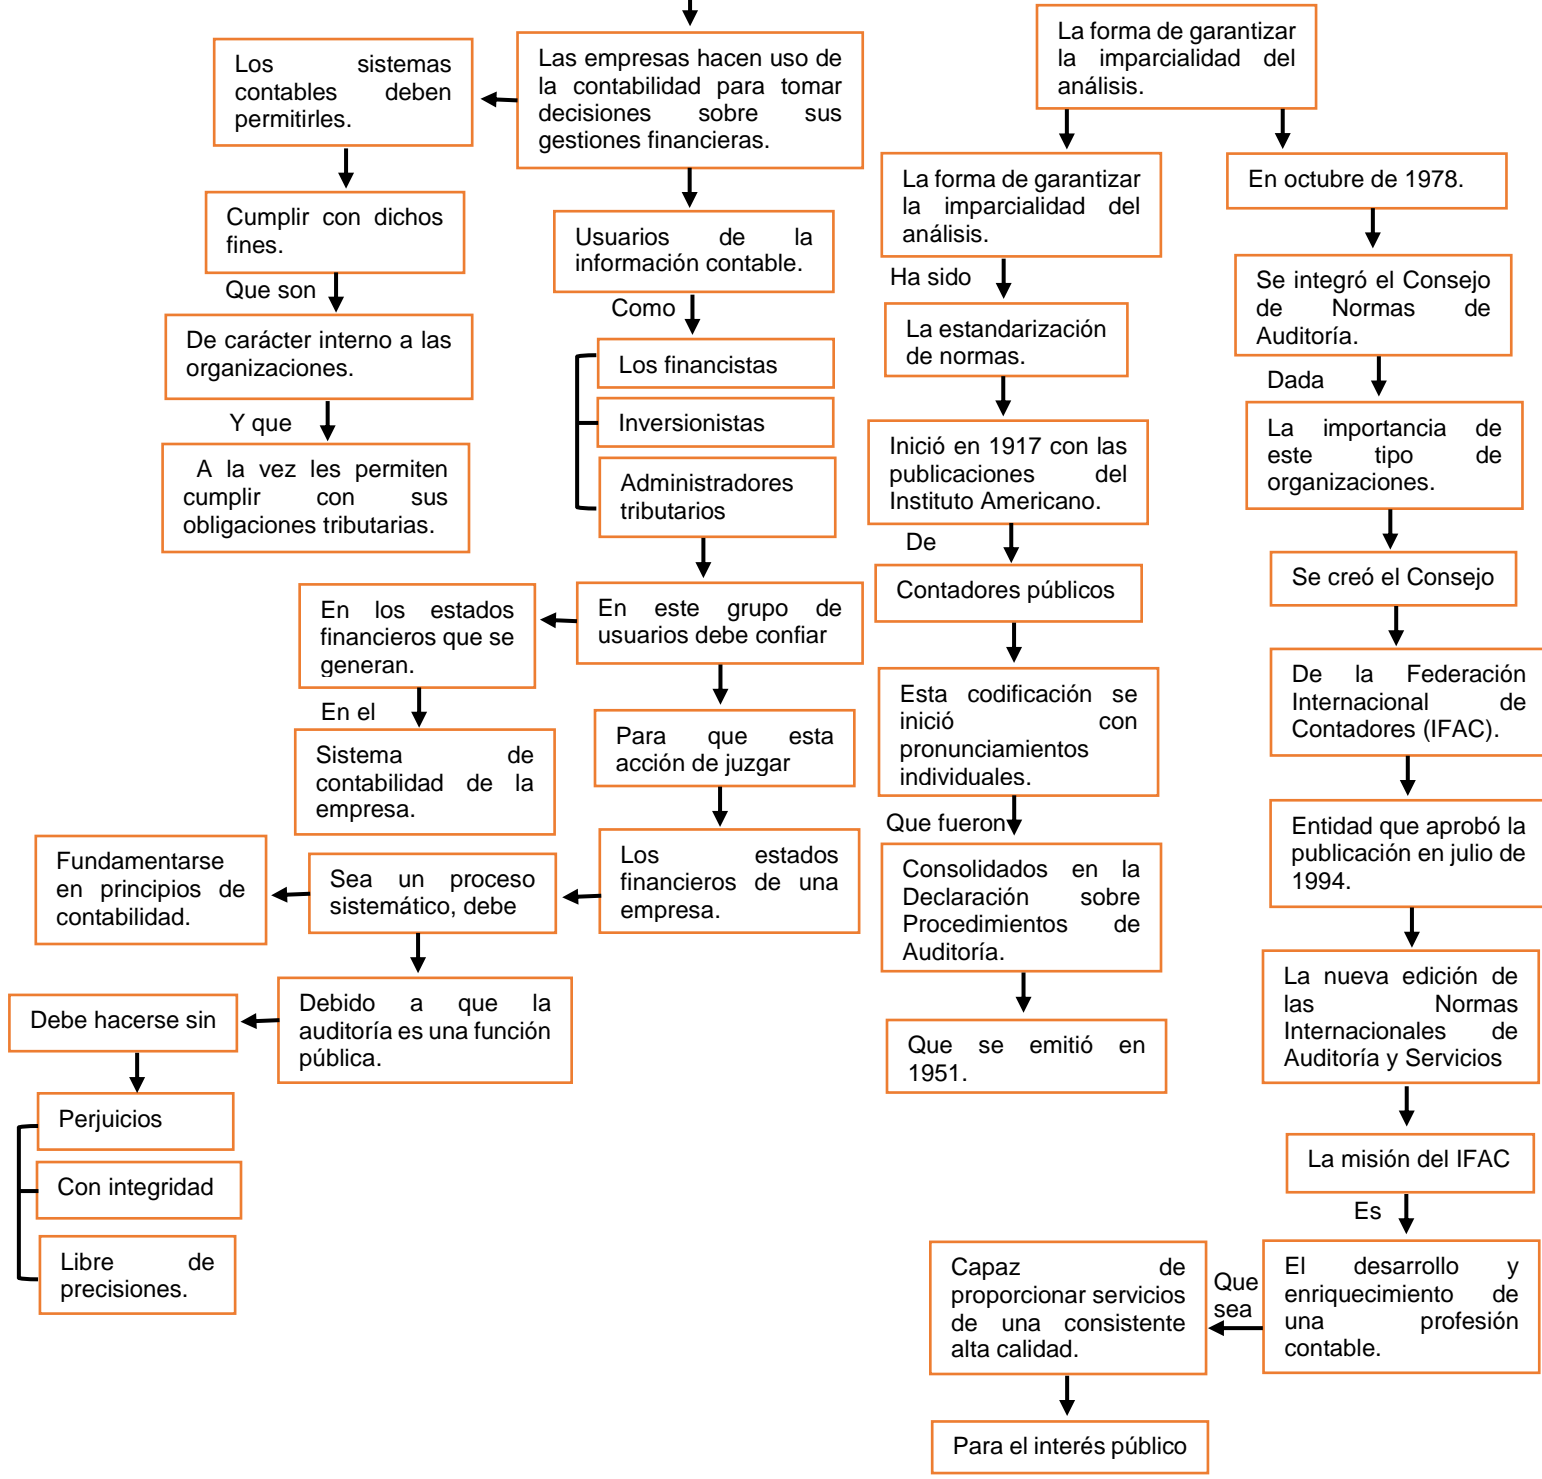 Los sistemas
contables deben
permitirles.
Las empresas hacen uso de
la contabilidad para tomar
decisiones sobre sus
gestiones financieras.
Cumplir con dichos
fines.
Que son
De carácter interno a las
organizaciones.
Y que
A la vez les permiten
cumplir con sus
obligaciones tributarias.
Usuarios de la
información contable.
Como
Los financistas
Inversionistas
Administradores
tributarios
En este grupo de
usuarios debe confiar
En los estados
financieros que se
generan.
En el
Sistema de
contabilidad de la
empresa.
Para que esta
acción de juzgar
Los estados
financieros de una
empresa.
Sea un proceso
sistemático, debe
Fundamentarse
en principios de
contabilidad.
Debido a que la
auditoría es una función
pública.
Debe hacerse sin
Perjuicios
Con integridad
Libre de
precisiones.
La forma de garantizar
la imparcialidad del
análisis.
La forma de garantizar
la imparcialidad del
análisis.
Ha sido
La estandarización
de normas.
Inició en 1917 con las
publicaciones del
Instituto Americano.
De
Contadores públicos
Esta codificación se
inició con
pronunciamientos
individuales.
Que fueron
Consolidados en la
Declaración sobre
Procedimientos de
Auditoría.
Que se emitió en
1951.
En octubre de 1978.
Se integró el Consejo
de Normas de
Auditoría.
Dada
La importancia de
este tipo de
organizaciones.
Se creó el Consejo
De la Federación
Internacional de
Contadores (IFAC).
Entidad que aprobó la
publicación en julio de
1994.
La nueva edición de
las Normas
Internacionales de
Auditoría y Servicios
La misión del IFAC
Es
El desarrollo y
enriquecimiento de
una profesión
contable.
Que
sea
Capaz de
proporcionar servicios
de una consistente
alta calidad.
Para el interés público